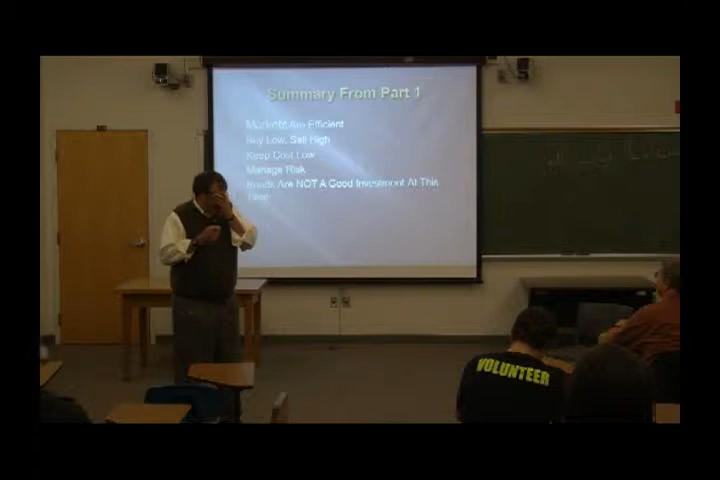 Summary From Part 1
Markets Are Efficient
Buy Low, Sell High
Keep Cost Low
Manage Risk
Bonds Are NOT A Good Investment At This
Time
VOLUNTEER